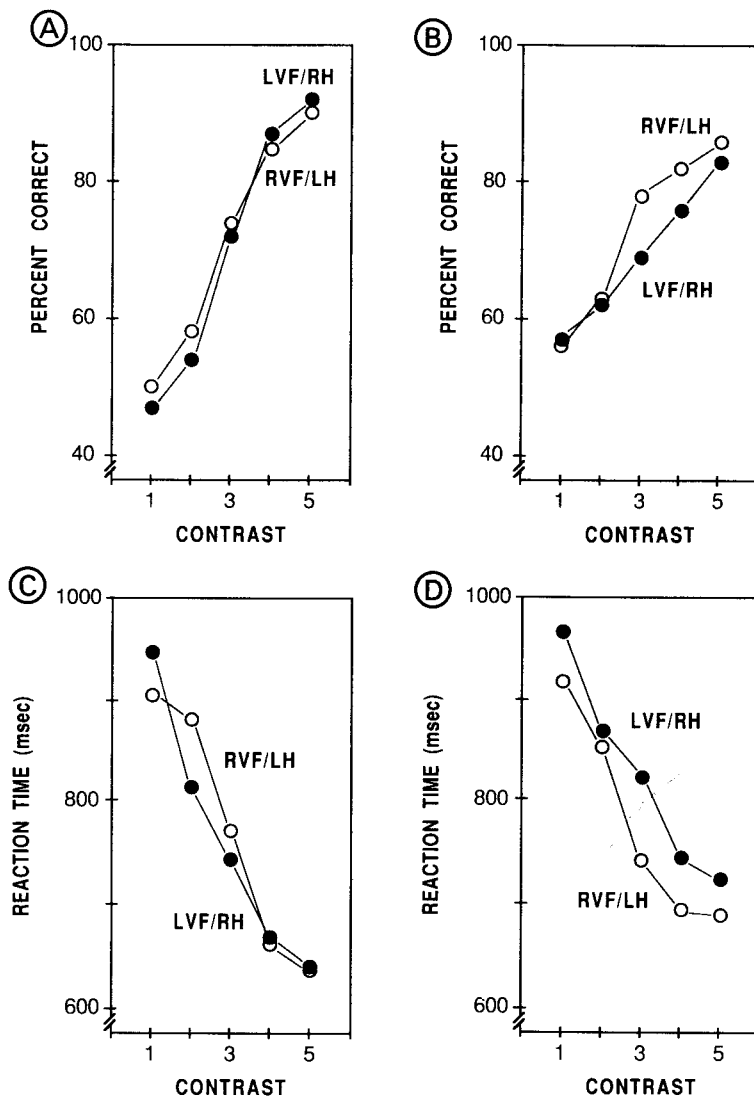 A
100
80
60
40
PERCENT CORRECT
LVF/RH
RVF/LH
1 3 5
CONTRAST
B
100
80
60
40
PERCENT CORRECT
RVF/LH
LVF/RH
1 3 5
CONTRAST
C
1000
800
600
REACTION TIME (msec)
RVF/LH
LVF/RH
1 3 5
CONTRAST
D
1000
800
600
REACTION TIME (msec)
LVF/RH
RVF/LH
1 3 5
CONTRAST